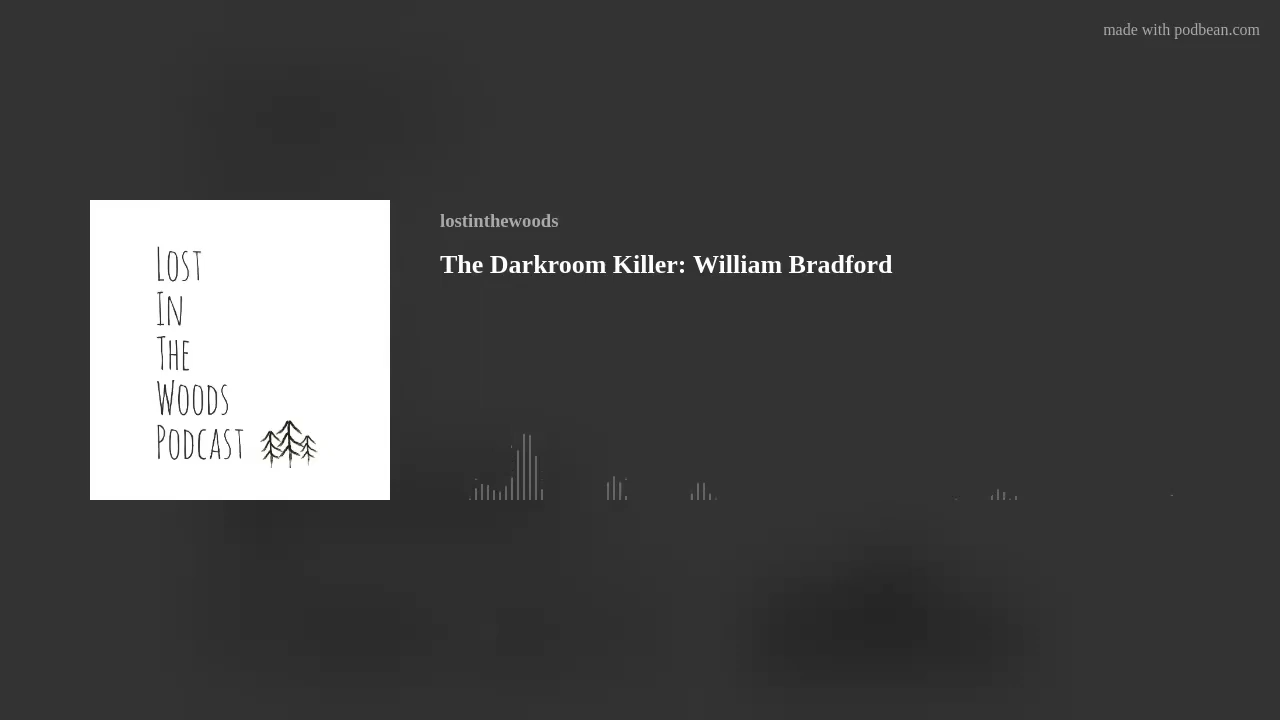 made with podbean.com
lostinthewoods
The Darkroom Killer: William Bradford
Lost
In
The
Woods
Podcast